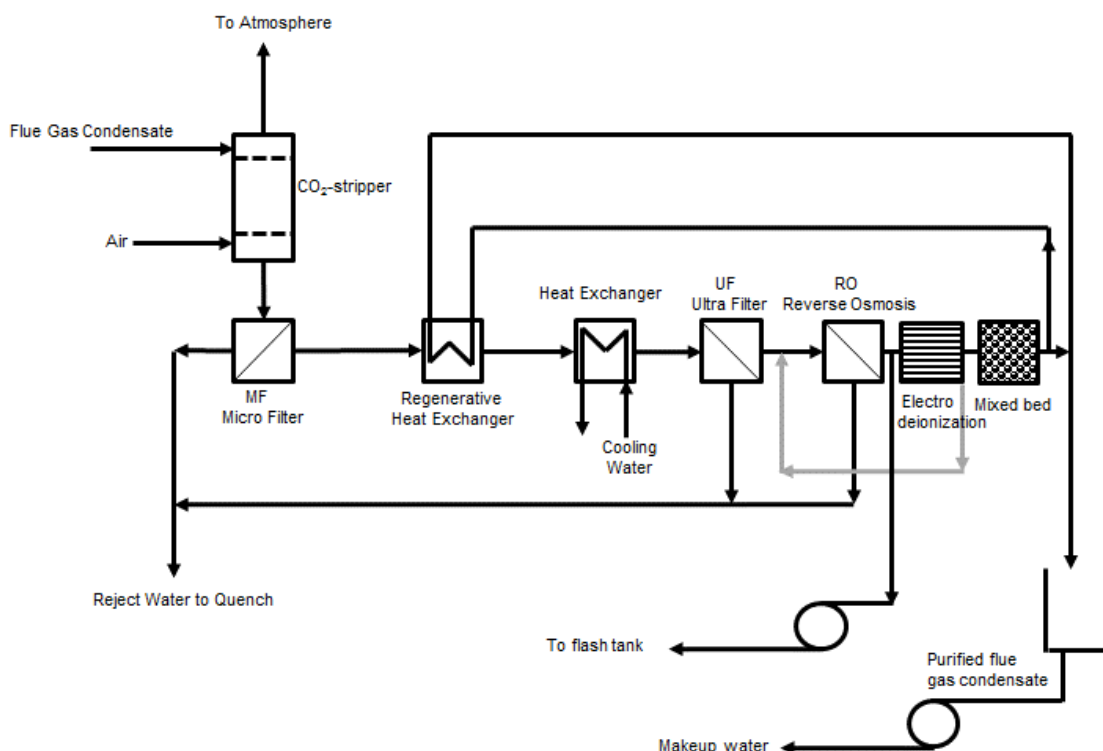 To Atmosphere
Flue Gas Condensate
CO₂-stripper
Air
UF
Ultra Filter
RO
Reverse Osmosis
Heat Exchanger
MF
Micro Filter
Regenerative
Heat Exchanger
Cooling
Water
Electro
deionization
Mixed bed
Reject Water to Quench
To flash tank
Purified flue
gas condensate
Makeup water